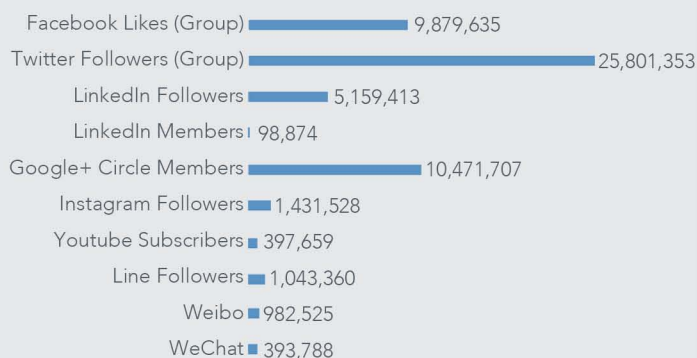 Facebook Likes (Group) 9,879,635
Twitter Followers (Group) 25,801,353
LinkedIn Followers 5,159,413
LinkedIn Members 98,874
Google+ Circle Members 10,471,707
Instagram Followers 1,431,528
Youtube Subscribers 397,659
Line Followers 1,043,360
Weibo 982,525
WeChat 393,788